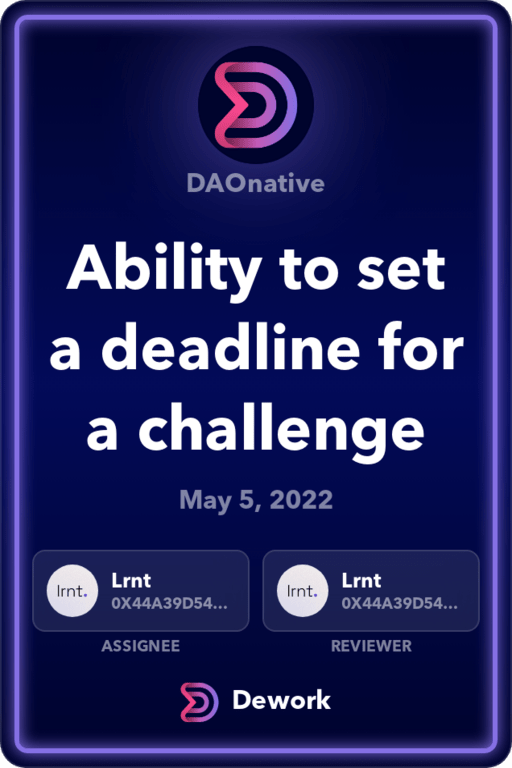 DAOnative
Ability to set
a deadline for
a challenge
May 5, 2022
lrnt.
Lrnt
0X44A39D54...
ASSIGNEE
lrnt.
Lrnt
0X44A39D54...
REVIEWER
Dework